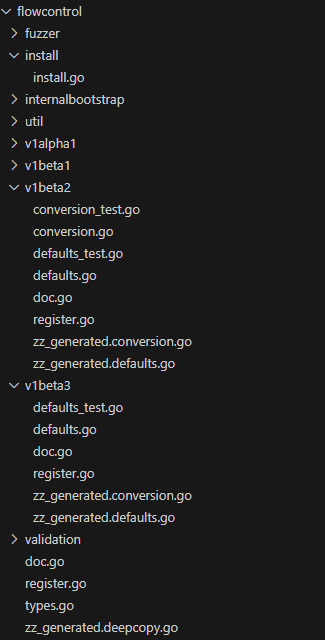 flowcontrol
fuzzer
install
install.go
internalbootstrap
util
v1alpha1
v1beta1
v1beta2
conversion_test.go
conversion.go
defaults_test.go
defaults.go
doc.go
register.go
zz_generated.conversion.go
zz_generated.defaults.go
v1beta3
defaults_test.go
defaults.go
doc.go
register.go
zz_generated.conversion.go
zz_generated.defaults.go
validation
doc.go
register.go
types.go
zz_generated.deepcopy.go